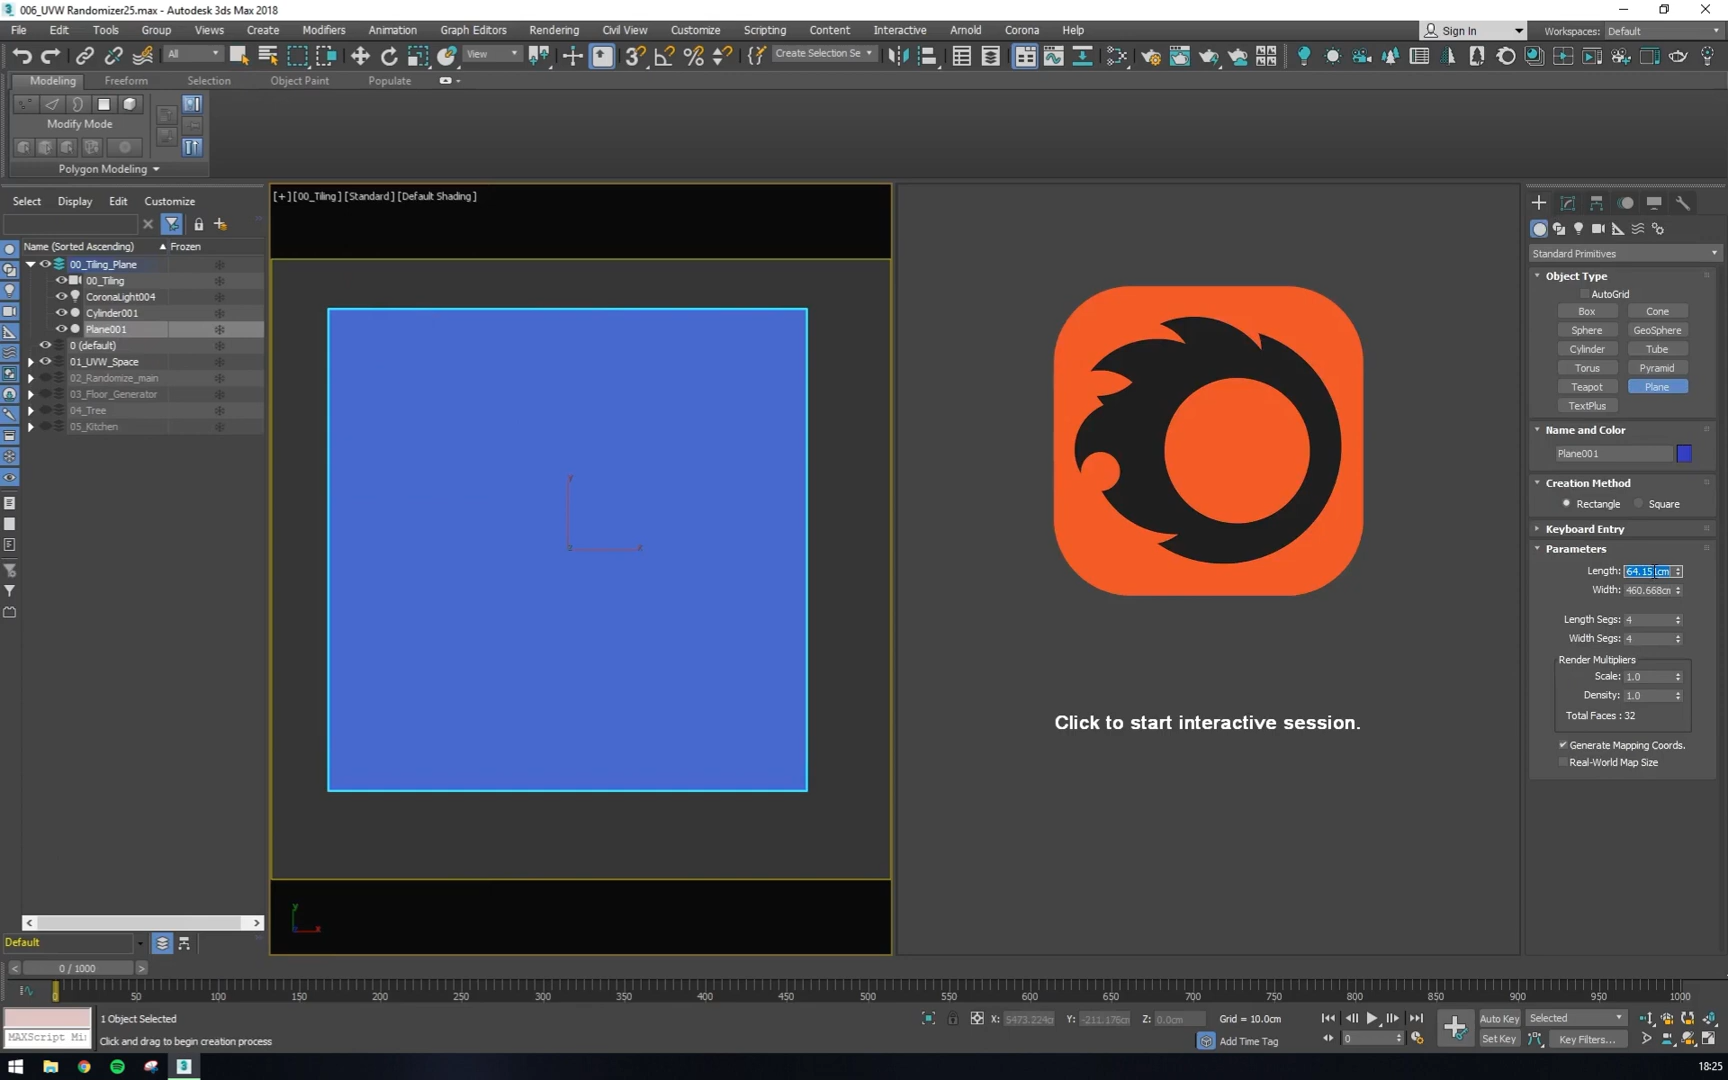 006_UVW Randomizer25.max - Autodesk 3ds Max 2018
File Edit Tools Group Views Create Modifiers Animation Graph Editors Rendering Civil View Customize Scripting Content Interactive Arnold Corona Help
Sign In Workspaces: Default
All View Create Selection Se
Modeling Freeform Selection Object Paint Populate
Modify Mode
Polygon Modeling
Select Display Edit Customize
Name (Sorted Ascending) Frozen
00_Tiling_Plane
00_Tiling
CoronaLight004
Cylinder001
Plane001
0 (default)
01_UVW_Space
02_Randomize_main
03_Floor_Generator
04_Tree
05_Kitchen
[+] [00_Tiling] [Standard] [Default Shading]
y
z x
y
x
Click to start interactive session.
Standard Primitives
Object Type
AutoGrid
Box Cone
Sphere GeoSphere
Cylinder Tube
Torus Pyramid
Teapot Plane
TextPlus
Name and Color
Plane001
Creation Method
Rectangle Square
Keyboard Entry
Parameters
Length:
Width: 460.668cm
Length Segs: 4
Width Segs: 4
Render Multipliers
Scale: 1.0
Density: 1.0
Total Faces : 32
Generate Mapping Coords.
Real-World Map Size
Default
0 / 1000
0 50 100 150 200 250 300 350 400 450 500 550 600 650 700 750 800 850 900 950 1000
1 Object Selected
X: 5473.224c Y: -211.176cm Z: 0.0cm Grid = 10.0cm
Auto Key Selected
MAXScript Mi
Click and drag to begin creation process
Add Time Tag
0
Set Key Key Filters...
18:25